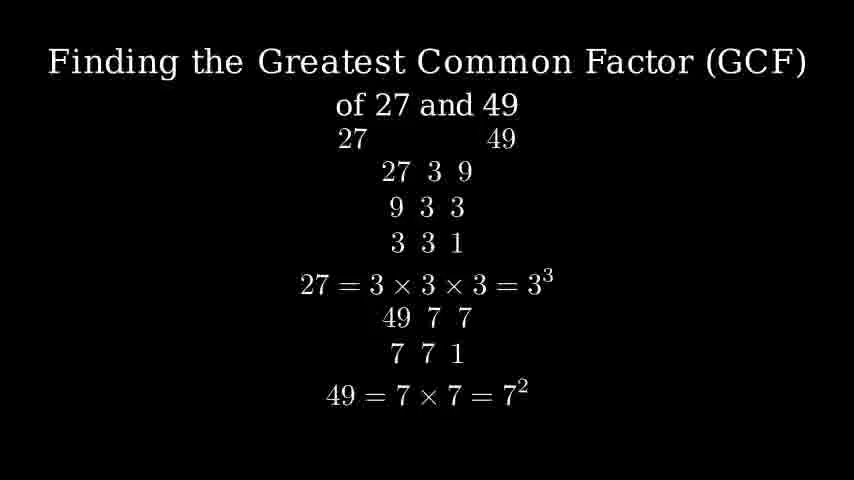 Finding the Greatest Common Factor (GCF)
of 27 and 49
27 49
27 3 9
9 3 3
3 3 1
27 = 3 × 3 × 3 = 3³
49 7 7
7 7 1
49 = 7 × 7 = 7²